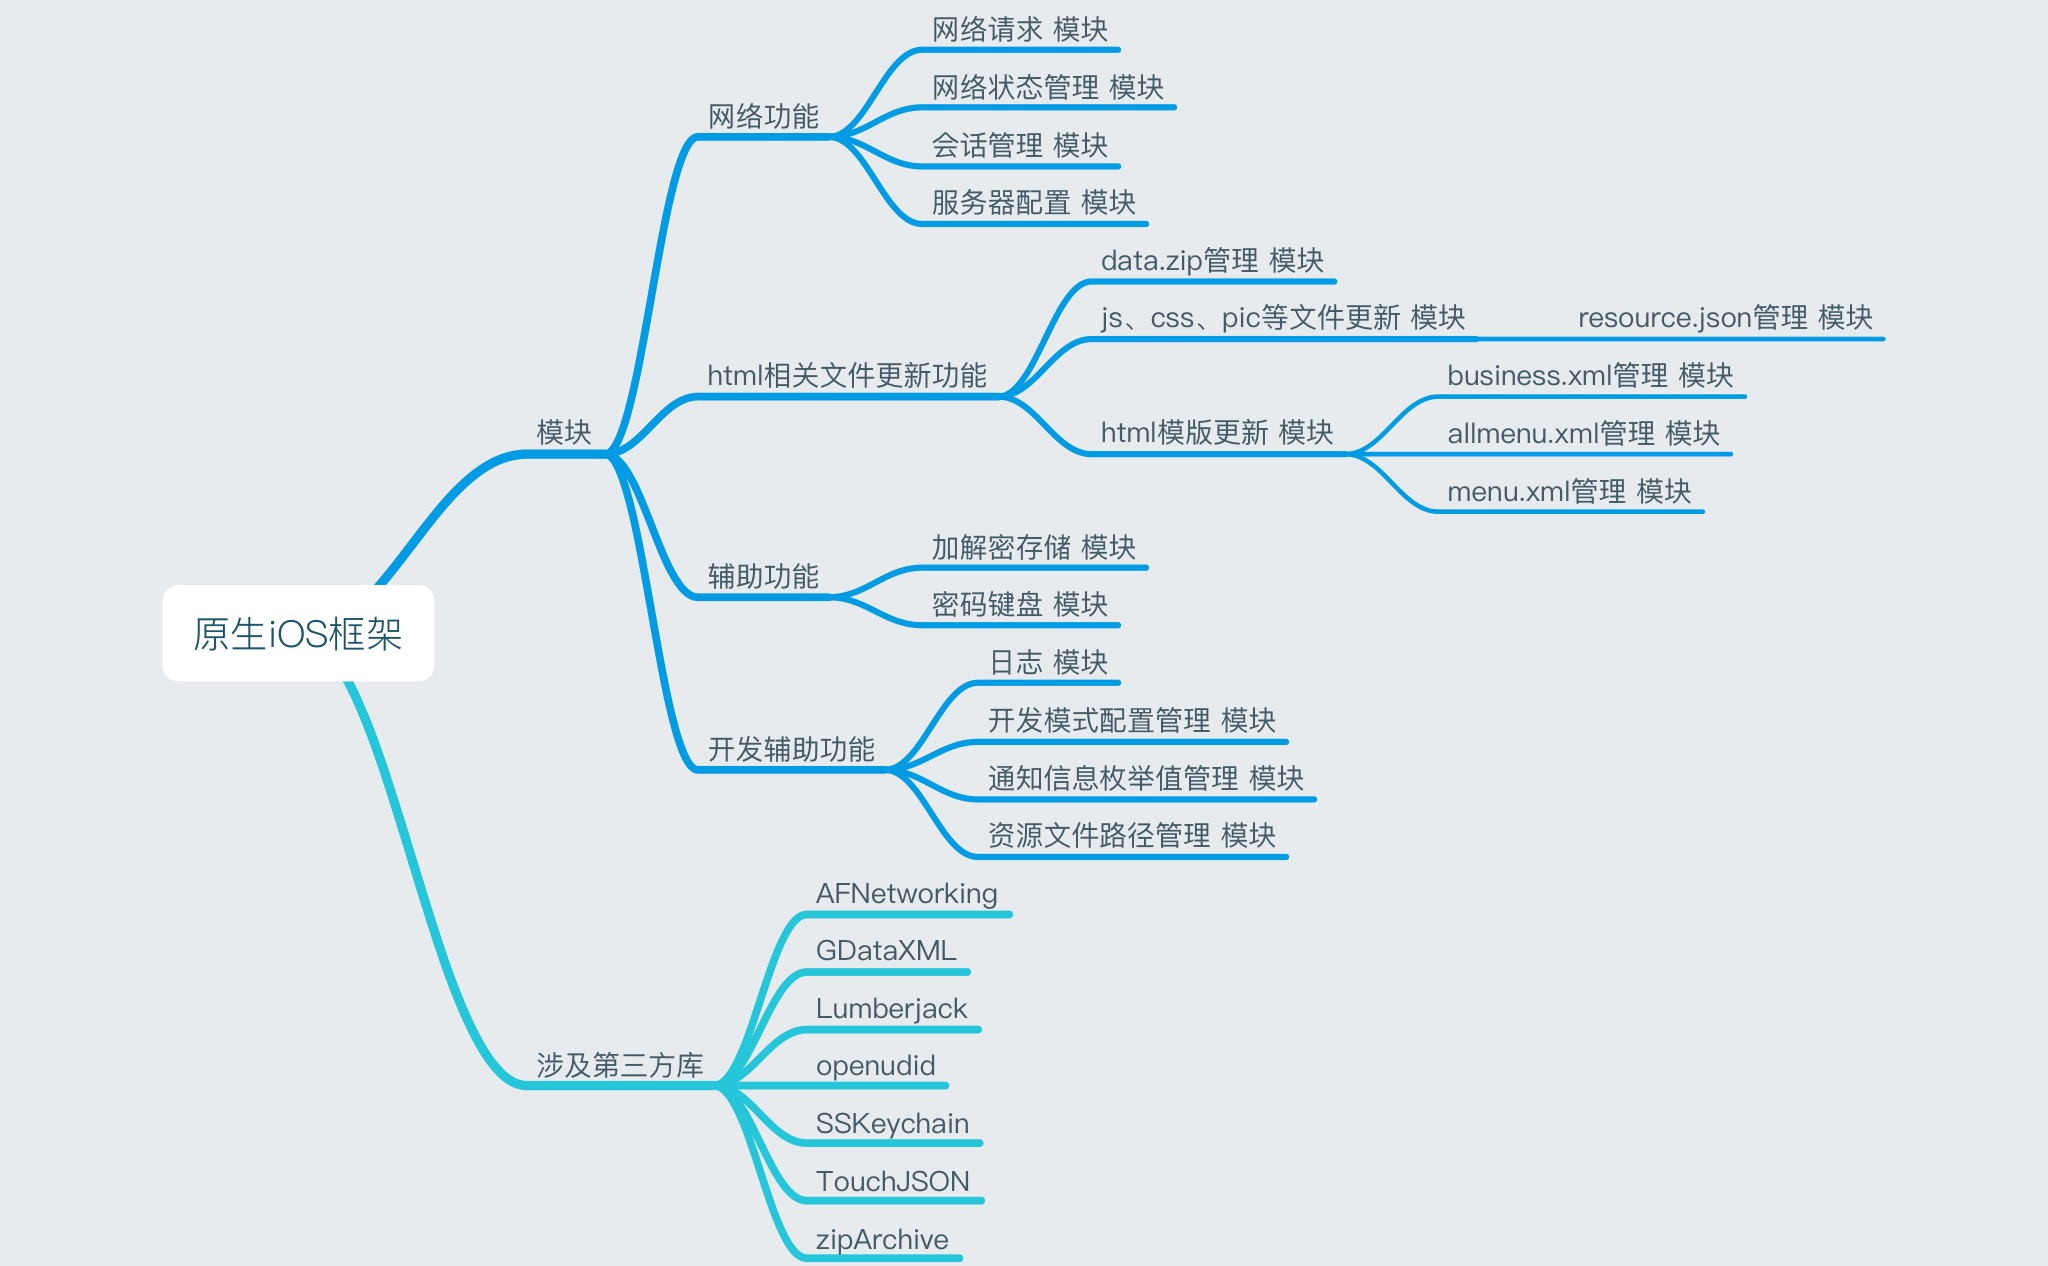 网络请求 模块
网络状态管理 模块
网络功能
会话管理 模块
服务器配置 模块
data.zip管理 模块
js、css、pic等文件更新 模块
resource.json管理 模块
html相关文件更新功能
business.xml管理 模块
模块
html模版更新 模块
allmenu.xml管理 模块
menu.xml管理 模块
加解密存储 模块
辅助功能
密码键盘 模块
原生iOS框架
日志 模块
开发模式配置管理 模块
开发辅助功能
通知信息枚举值管理 模块
资源文件路径管理 模块
AFNetworking
GDataXML
Lumberjack
涉及第三方库
openudid
SSKeychain
TouchJSON
zipArchive